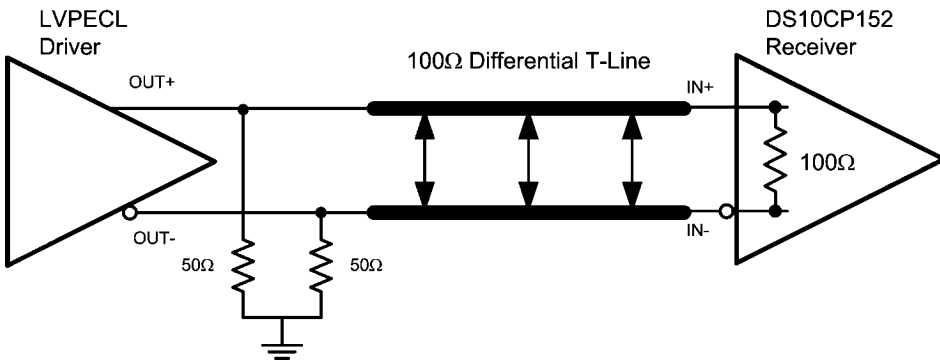 LVPECL
Driver
DS10CP152
Receiver
100Ω Differential T-Line
OUT+
IN+
100Ω
OUT-
IN-
50Ω
50Ω